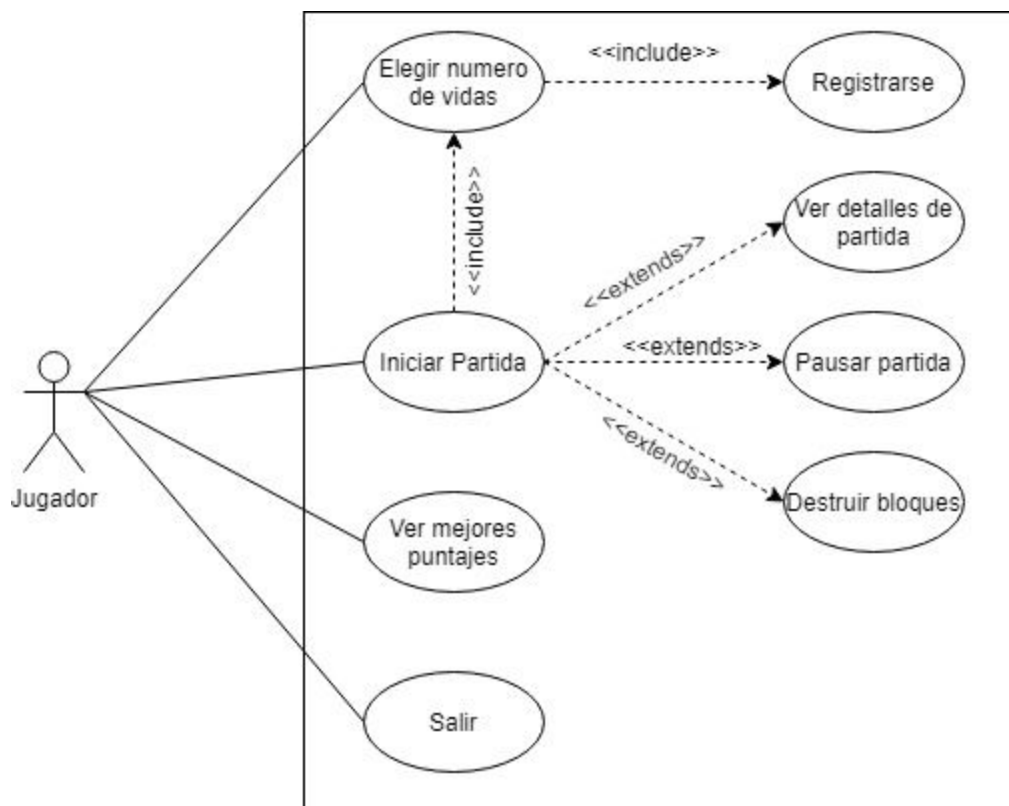 Elegir numero
de vidas
<<include>>
Registrarse
<<include>>
Ver detalles de
partida
<<extends>>
Iniciar Partida
<<extends>>
Pausar partida
<<extends>>
Destruir bloques
Jugador
Ver mejores
puntajes
Salir